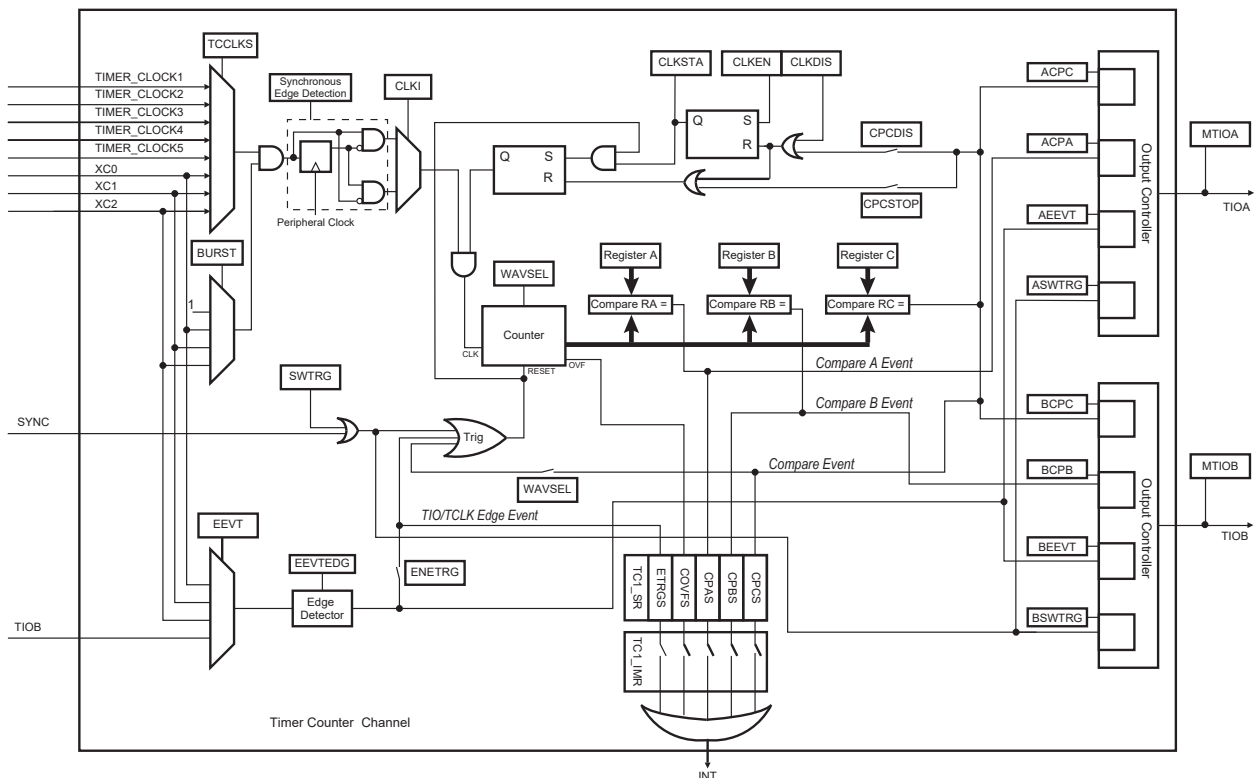 TCCLKS
TIMER_CLOCK1
TIMER_CLOCK2
TIMER_CLOCK3
TIMER_CLOCK4
TIMER_CLOCK5
XC0
XC1
XC2
Synchronous
Edge Detection
CLKI
Peripheral Clock
CLKSTA
CLKEN
CLKDIS
Q
S
R
Q
S
R
CPCDIS
CPCSTOP
ACPC
ACPA
AEEVT
ASWTRG
Output Controller
MTIOA
TIOA
BURST
1
WAVSEL
Counter
CLK
RESET
OVF
Register A
Register B
Register C
Compare RA =
Compare RB =
Compare RC =
Compare A Event
Compare B Event
Compare Event
SWTRG
SYNC
Trig
WAVSEL
TIO/TCLK Edge Event
BCPC
BCPB
BEEVT
BSWTRG
Output Controller
MTIOB
TIOB
EEVT
EEVTEDG
Edge
Detector
ENETRG
TIOB
TC1_SR
ETRGS
COVFS
CPAS
CPBS
CPCS
TC1_IMR
Timer Counter Channel
INT